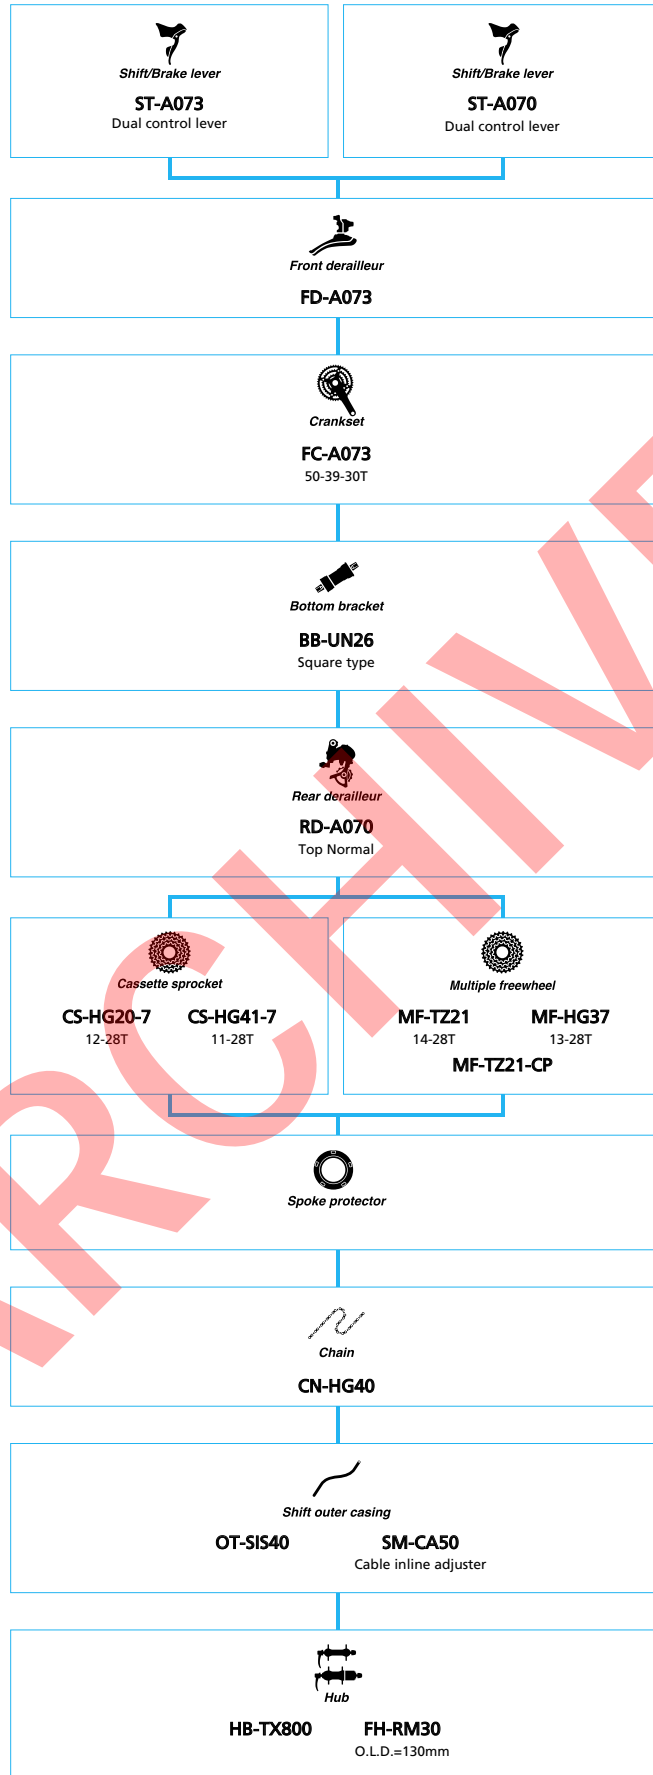 Shift/Brake lever
ST-A073
Dual control lever
Shift/Brake lever
ST-A070
Dual control lever
Front derailleur
FD-A073
Crankset
FC-A073
50-39-30T
Bottom bracket
BB-UN26
Square type
Rear derailleur
RD-A070
Top Normal
Cassette sprocket
CS-HG20-7 CS-HG41-7
12-28T 11-28T
Multiple freewheel
MF-TZ21 MF-HG37
14-28T 13-28T
MF-TZ21-CP
Spoke protector
Chain
CN-HG40
Shift outer casing
OT-SIS40 SM-CA50
Cable inline adjuster
Hub
HB-TX800 FH-RM30
O.L.D.=130mm
RCHIV